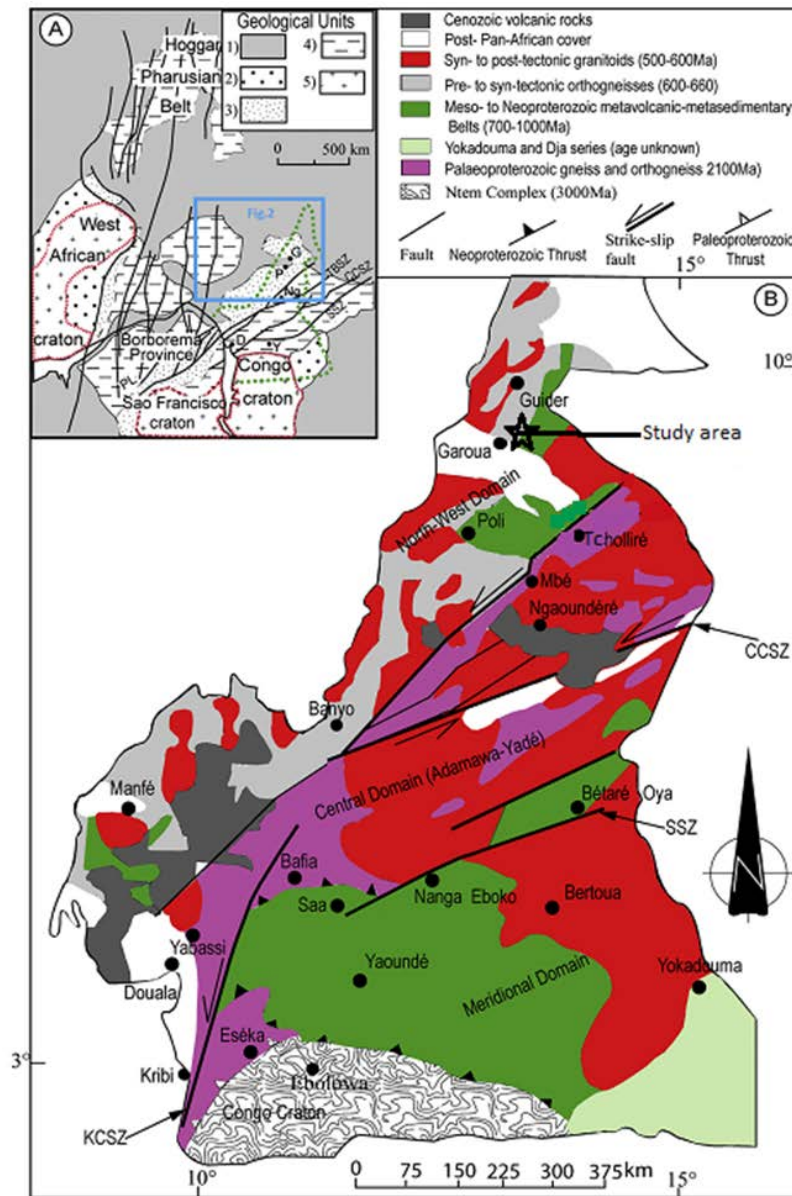 A
Hoggar
Pharusian
Belt
Geological Units
1)
2)
3)
4)
5)
0 500 km
West
African
craton
Fig.2
G
P
Ng
TBSZ
CCSZ
SSZ
Borborema
Province
PL
D
Y
Congo
craton
Sao Francisco
craton
Cenozoic volcanic rocks
Post- Pan-African cover
Syn- to post-tectonic granitoids (500-600Ma)
Pre- to syn-tectonic orthogneisses (600-660)
Meso- to Neoproterozoic metavolcanic-metasedimentary
Belts (700-1000Ma)
Yokadouma and Dja series (age unknown)
Palaeoproterozoic gneiss and orthogneiss 2100Ma)
Ntem Complex (3000Ma)
Fault
Neoproterozoic Thrust
Strike-slip
fault
Paleoproterozoic
Thrust
15°
B
10°
Guider
Study area
Garoua
North-West Domain
Poli
Tcholliré
Mbé
Ngaoundéré
CCSZ
Banyo
Central Domain (Adamawa-Yadé)
Manfé
Bétaré Oya
SSZ
Bafia
Saa
Nanga Eboko
Bertoua
Yabassi
Yaoundé
Meridional Domain
Yokadouma
Douala
Eséka
3°
Kribi
Ebolowa
Congo Craton
KCSZ
N
10°
0 75 150 225 300 375km
15°